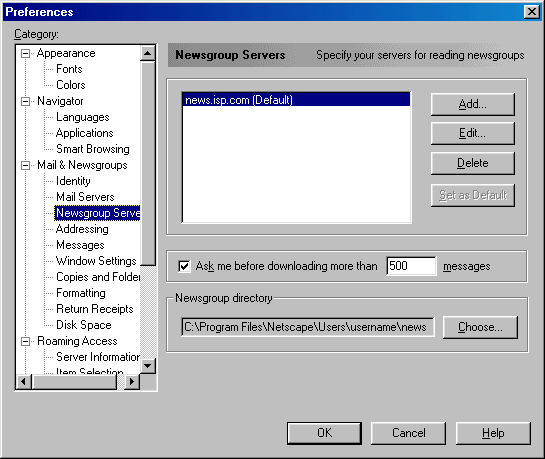 Preferences
Category:
Appearance
Fonts
Colors
Navigator
Languages
Applications
Smart Browsing
Mail & Newsgroups
Identity
Mail Servers
Newsgroup Serve
Addressing
Messages
Window Settings
Copies and Folder
Formatting
Return Receipts
Disk Space
Roaming Access
Server Information
Item Selection
Newsgroup Servers Specify your servers for reading newsgroups
news.isp.com (Default)
Add...
Edit...
Delete
Set as Default
Ask me before downloading more than 500 messages
Newsgroup directory
C:\Program Files\Netscape\Users\username\news Choose...
OK Cancel Help